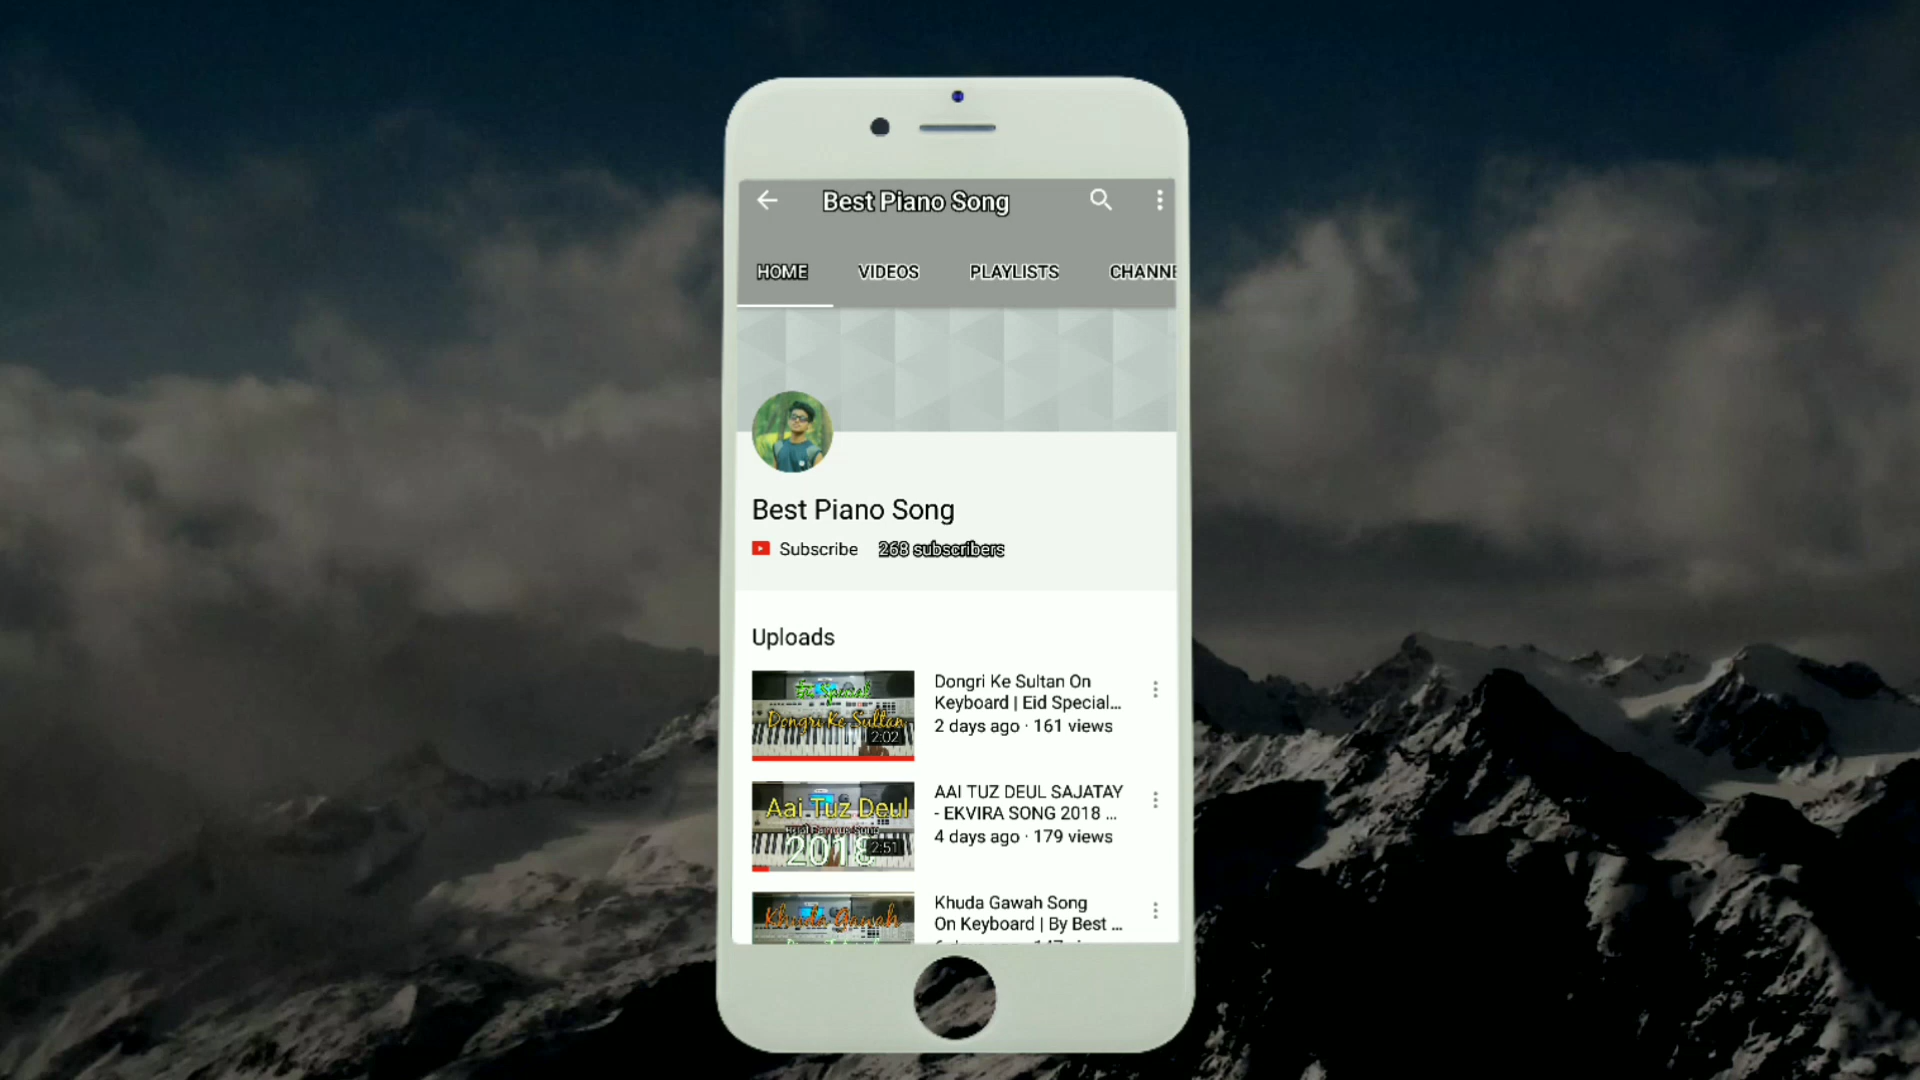 Best Piano Song
HOME VIDEOS PLAYLISTS CHANNE
Best Piano Song
Subscribe 268 subscribers
Uploads
Eid Special
Dongri Ke Sultan
2:02
Dongri Ke Sultan On
Keyboard | Eid Special...
2 days ago · 161 views
Aai Tuz Deul
2018
2:51
AAI TUZ DEUL SAJATAY
- EKVIRA SONG 2018 ...
4 days ago · 179 views
Khuda Gawah
Khuda Gawah Song
On Keyboard | By Best ...